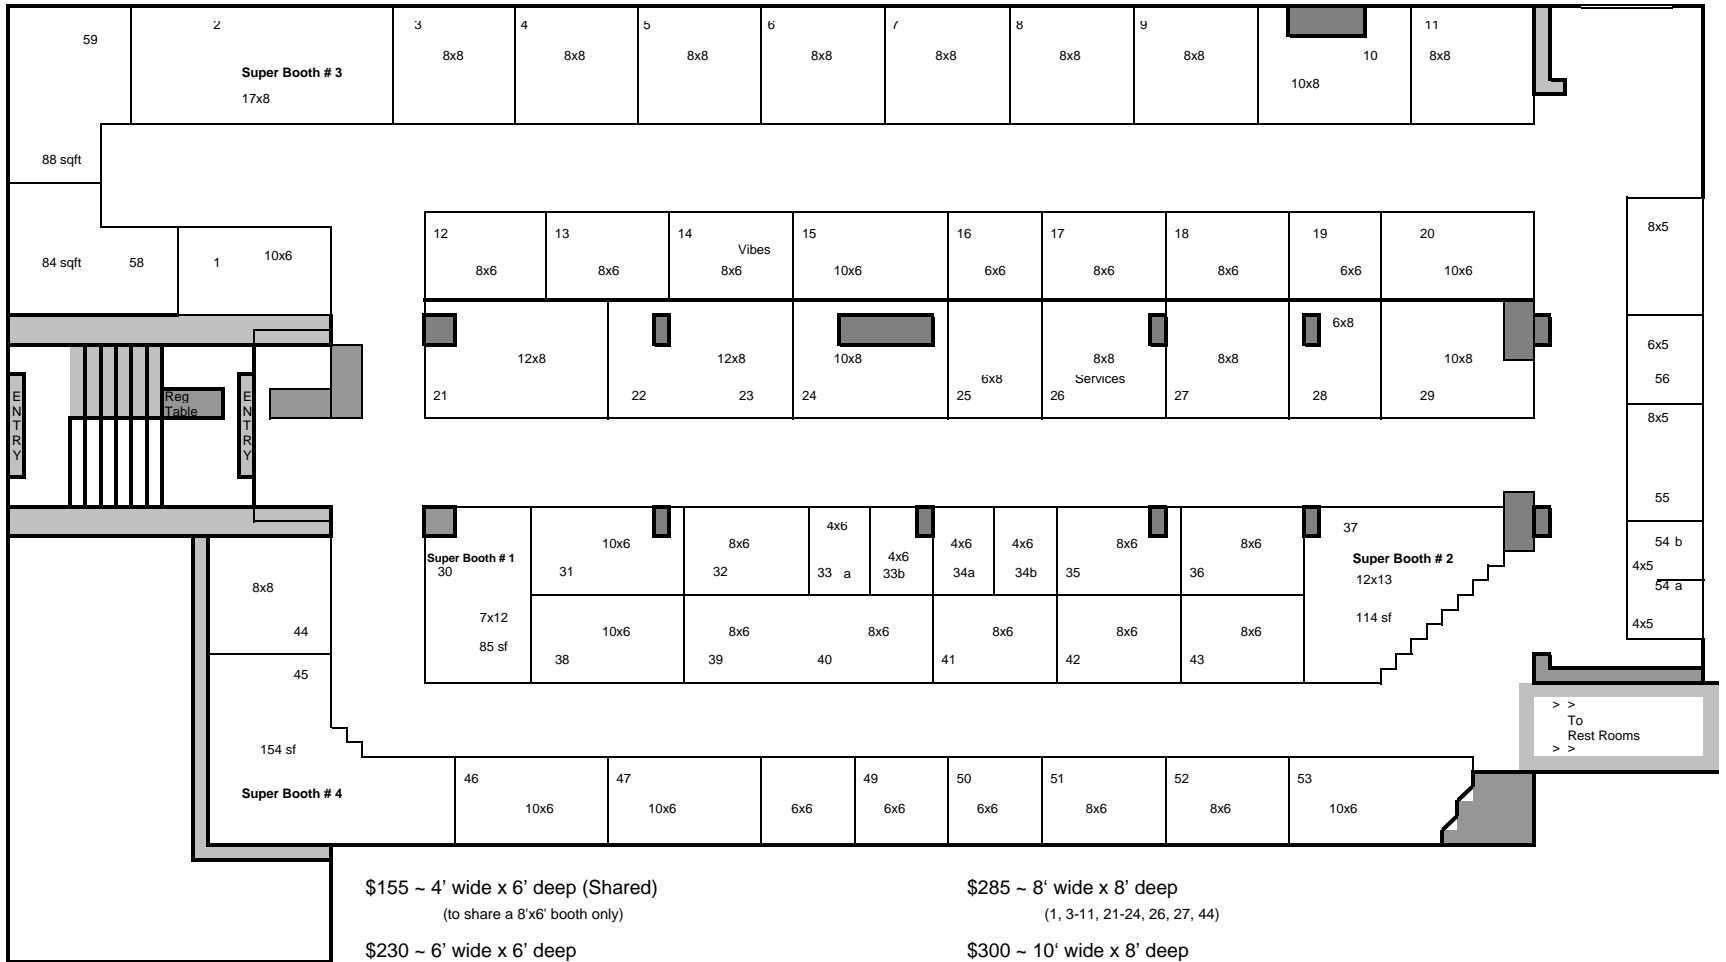 59
2
Super Booth # 3
17x8
88 sqft
3
8x8
4
8x8
5
8x8
6
8x8
7
8x8
8
8x8
9
8x8
10
10x8
11
8x8
84 sqft 58
1 10x6
12
8x6
13
8x6
14
Vibes
8x6
15
10x6
16
6x6
17
8x6
18
8x6
19
6x6
20
10x6
12x8
21
12x8
22 23
10x8
24
6x8
25
8x8
Services
26
8x8
27
6x8
28
10x8
29
8x5
6x5
56
8x5
55
54 b
4x5
54 a
4x5
ENTRY
Reg
Table
ENTRY
Super Booth # 1
30
7x12
85 sf
10x6
31
8x6
32
4x6
33 a
4x6
33b
4x6
34a
4x6
34b
8x6
35
8x6
36
37
Super Booth # 2
12x13
114 sf
10x6
38
8x6
39
8x6
40
8x6
41
8x6
42
8x6
43
8x8
44
45
154 sf
Super Booth # 4
46
10x6
47
10x6
6x6
49
6x6
50
6x6
51
8x6
52
8x6
53
10x6
> >
To
Rest Rooms
> >
$155 ~ 4’ wide x 6’ deep (Shared)
(to share a 8'x6' booth only)
$230 ~ 6’ wide x 6’ deep
$285 ~ 8‘ wide x 8’ deep
(1, 3-11, 21-24, 26, 27, 44)
$300 ~ 10‘ wide x 8’ deep